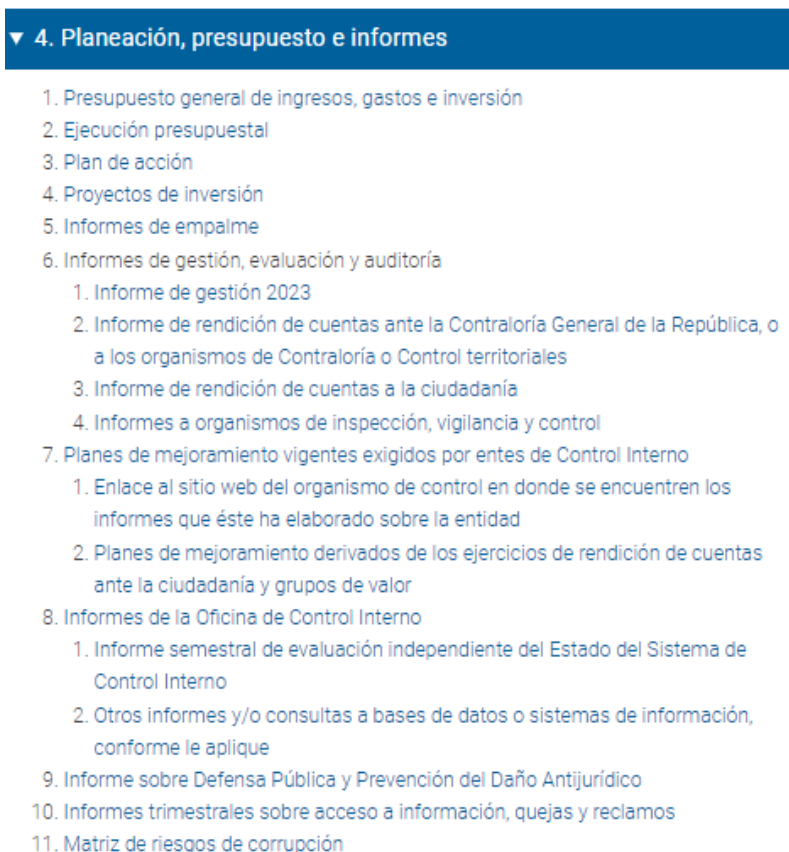 ▼ 4. Planeación, presupuesto e informes
1. Presupuesto general de ingresos, gastos e inversión
2. Ejecución presupuestal
3. Plan de acción
4. Proyectos de inversión
5. Informes de empalme
6. Informes de gestión, evaluación y auditoría
1. Informe de gestión 2023
2. Informe de rendición de cuentas ante la Contraloría General de la República, o
a los organismos de Contraloría o Control territoriales
3. Informe de rendición de cuentas a la ciudadanía
4. Informes a organismos de inspección, vigilancia y control
7. Planes de mejoramiento vigentes exigidos por entes de Control Interno
1. Enlace al sitio web del organismo de control en donde se encuentren los
informes que éste ha elaborado sobre la entidad
2. Planes de mejoramiento derivados de los ejercicios de rendición de cuentas
ante la ciudadanía y grupos de valor
8. Informes de la Oficina de Control Interno
1. Informe semestral de evaluación independiente del Estado del Sistema de
Control Interno
2. Otros informes y/o consultas a bases de datos o sistemas de información,
conforme le aplique
9. Informe sobre Defensa Pública y Prevención del Daño Antijurídico
10. Informes trimestrales sobre acceso a información, quejas y reclamos
11. Matriz de riesgos de corrupción